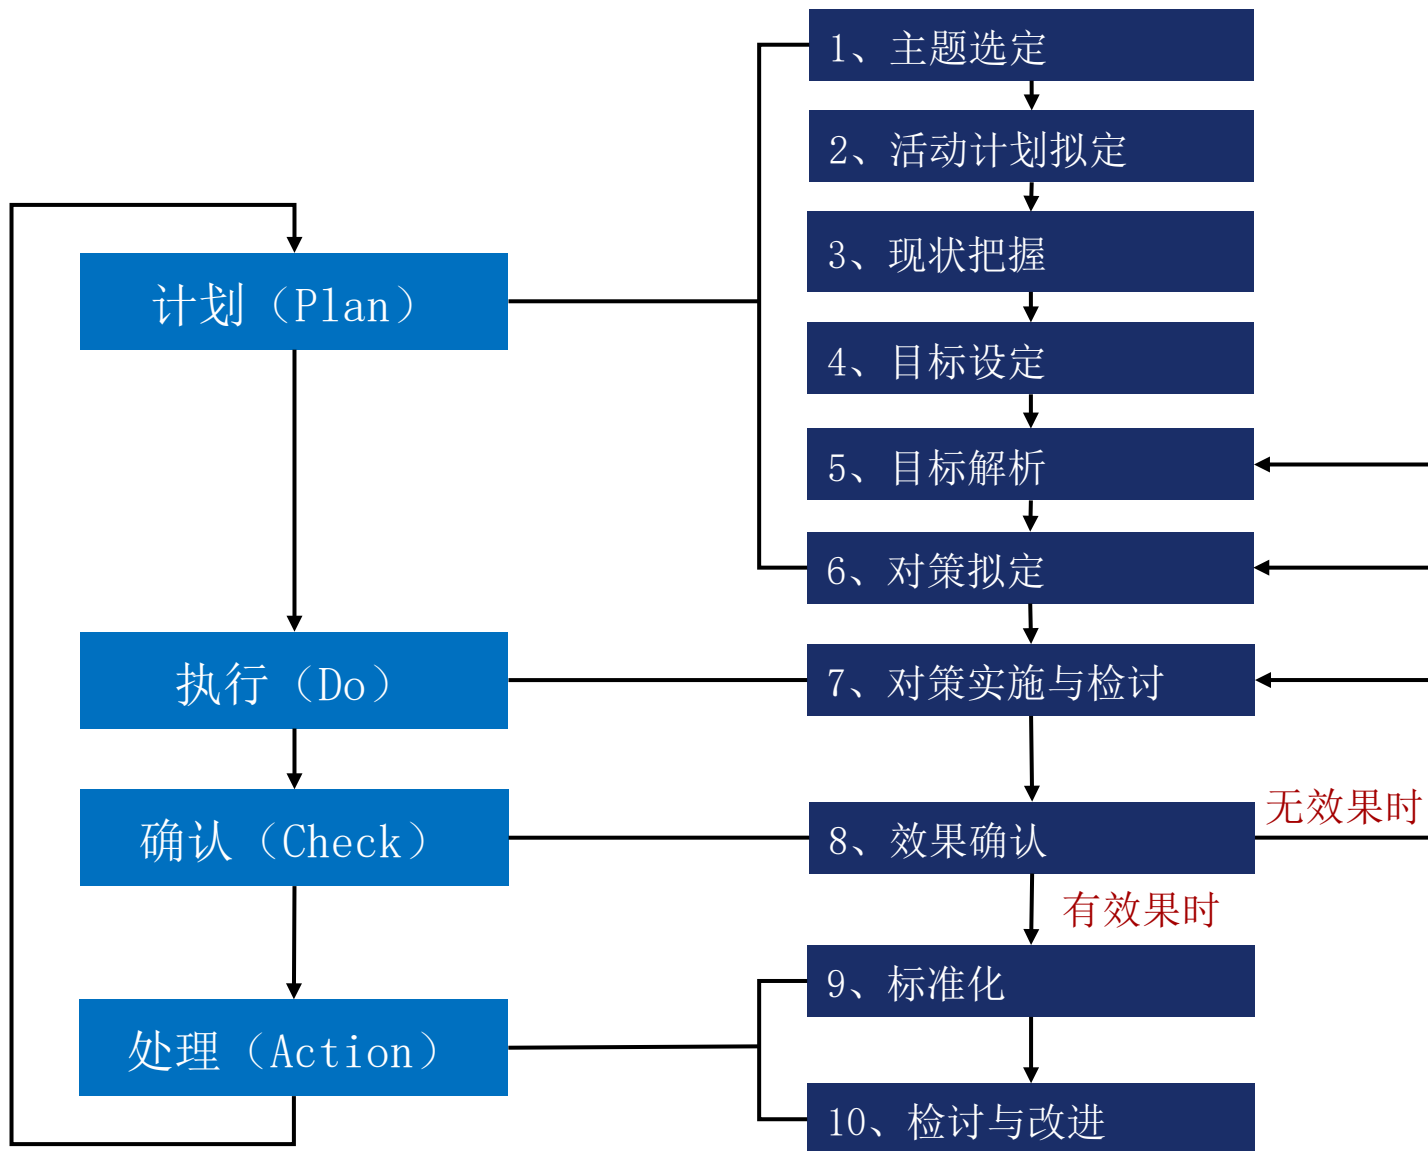 1、主题选定
2、活动计划拟定
3、现状把握
计划（Plan）
4、目标设定
5、目标解析
6、对策拟定
执行（Do）
7、对策实施与检讨
无效果时
确认（Check）
8、效果确认
有效果时
9、标准化
处理（Action）
10、检讨与改进